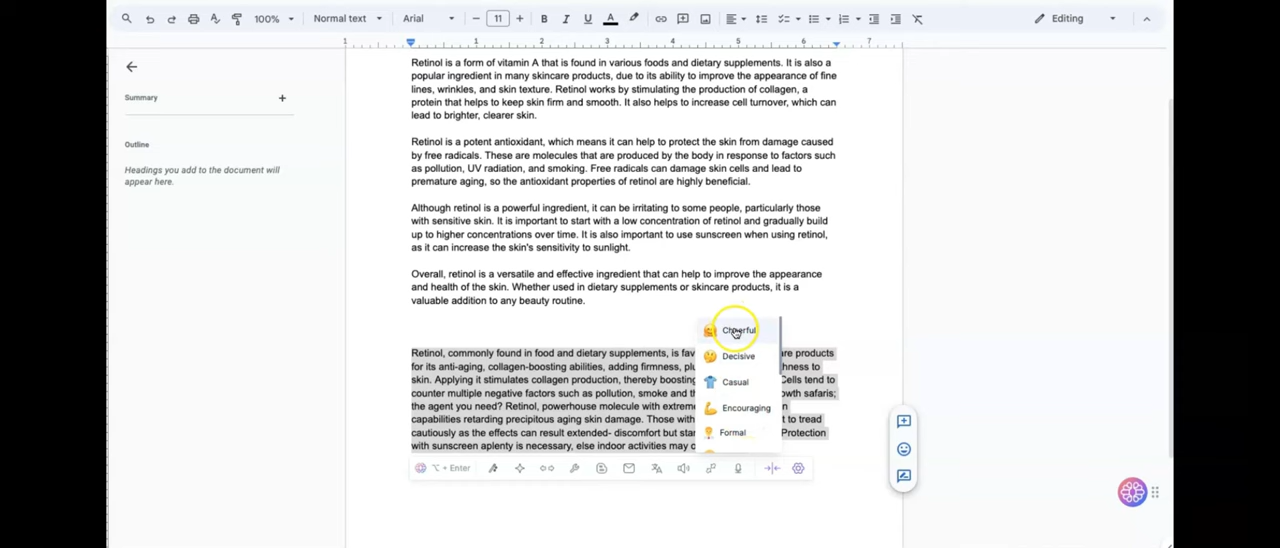 100%
Normal text
Arial
11
B
I
U
A
Editing
1
1
2
3
4
5
6
7
Summary
Outline
Headings you add to the document will
appear here.
Retinol is a form of vitamin A that is found in various foods and dietary supplements. It is also a
popular ingredient in many skincare products, due to its ability to improve the appearance of fine
lines, wrinkles, and skin texture. Retinol works by stimulating the production of collagen, a
protein that helps to keep skin firm and smooth. It also helps to increase cell turnover, which can
lead to brighter, clearer skin.
Retinol is a potent antioxidant, which means it can help to protect the skin from damage caused
by free radicals. These are molecules that are produced by the body in response to factors such
as pollution, UV radiation, and smoking. Free radicals can damage skin cells and lead to
premature aging, so the antioxidant properties of retinol are highly beneficial.
Although retinol is a powerful ingredient, it can be irritating to some people, particularly those
with sensitive skin. It is important to start with a low concentration of retinol and gradually build
up to higher concentrations over time. It is also important to use sunscreen when using retinol,
as it can increase the skin's sensitivity to sunlight.
Overall, retinol is a versatile and effective ingredient that can help to improve the appearance
and health of the skin. Whether used in dietary supplements or skincare products, it is a
valuable addition to any beauty routine.
Retinol, commonly found in food and dietary supplements, is fav re products
for its anti-aging, collagen-boosting abilities, adding firmness, plu hness to
skin. Applying it stimulates collagen production, thereby boosting Cells tend to
counter multiple negative factors such as pollution, smoke and th owth safaris;
the agent you need? Retinol, powerhouse molecule with extrem n
capabilities retarding precipitous aging skin damage. Those with t to tread
cautiously as the effects can result extended- discomfort but star Protection
with sunscreen aplenty is necessary, else indoor activities may o
Cheerful
Decisive
Casual
Encouraging
Formal
+ Enter